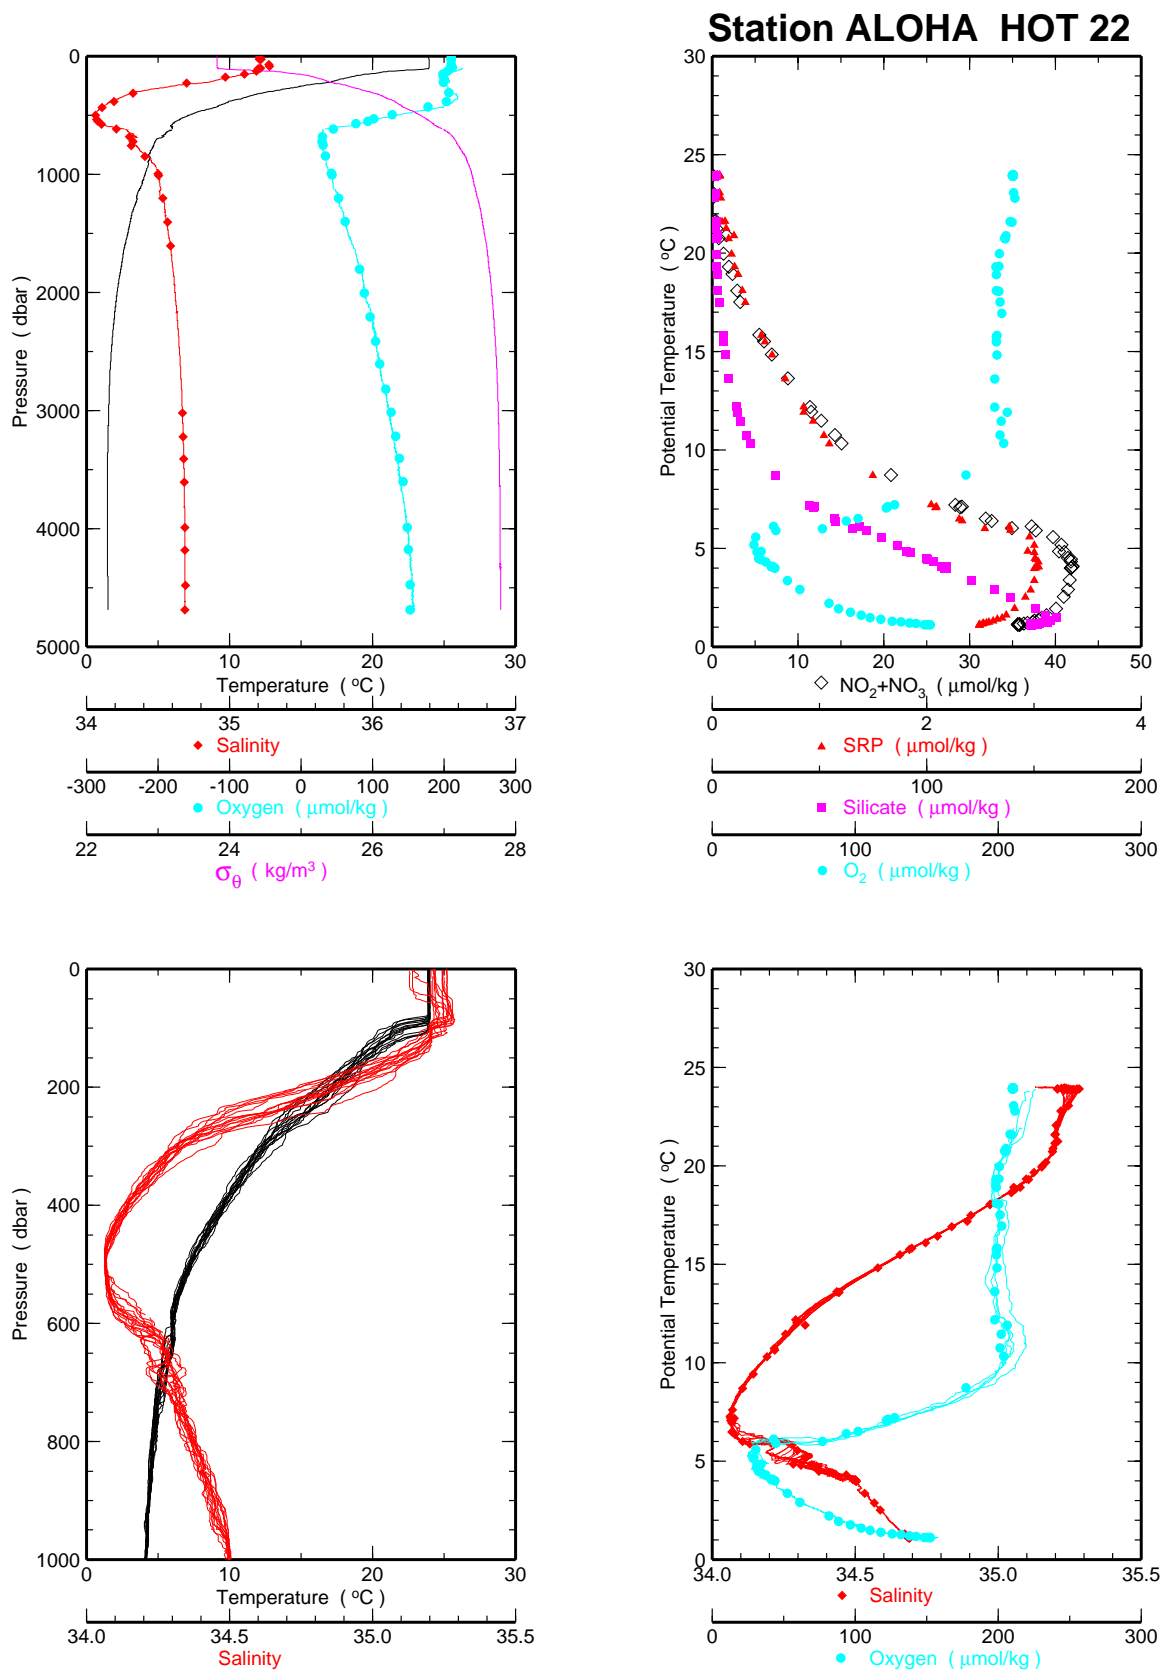 Station ALOHA HOT 22
0
1000
2000
3000
4000
5000
Pressure ( dbar )
0 10 20 30
Temperature ( °C )
34 35 36 37
Salinity
-300 -200 -100 0 100 200 300
Oxygen ( μmol/kg )
22 23 24 25 26 27 28
σθ ( kg/m³ )
30
25
20
15
10
5
0
Potential Temperature ( °C )
0 10 20 30 40 50
NO₂+NO₃ ( μmol/kg )
0 2 4
SRP ( μmol/kg )
0 100 200
Silicate ( μmol/kg )
0 100 200 300
O₂ ( μmol/kg )
0
200
400
600
800
1000
Pressure ( dbar )
0 10 20 30
Temperature ( °C )
34.0 34.5 35.0 35.5
Salinity
30
25
20
15
10
5
0
Potential Temperature ( °C )
34.0 34.5 35.0 35.5
Salinity
0 100 200 300
Oxygen ( μmol/kg )